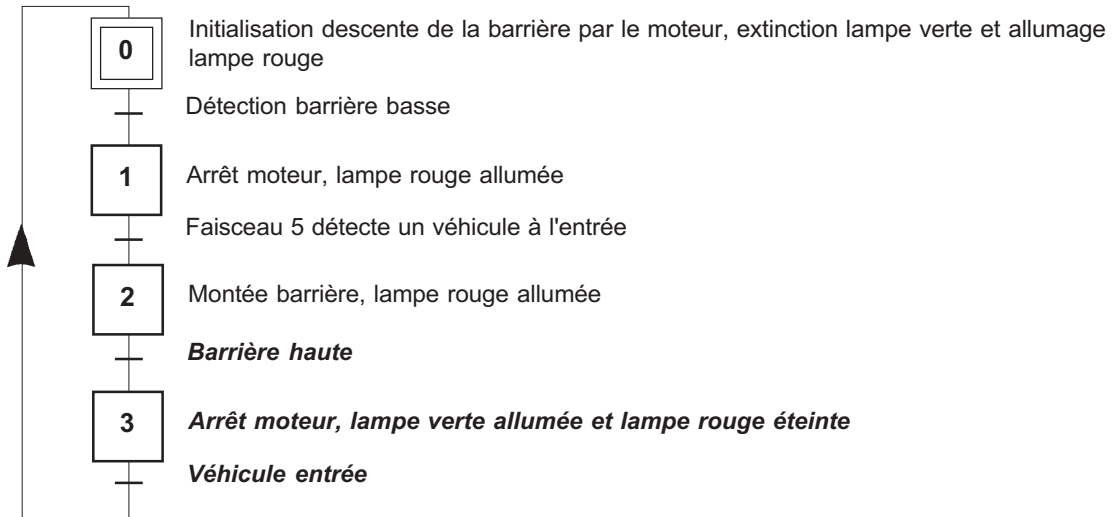 Initialisation descente de la barrière par le moteur, extinction lampe verte et allumage
0
lampe rouge
Détection barrière basse
1 Arrêt moteur, lampe rouge allumée
Faisceau 5 détecte un véhicule à l'entrée
2 Montée barrière, lampe rouge allumée
Barrière haute
3 Arrêt moteur, lampe verte allumée et lampe rouge éteinte
Véhicule entrée